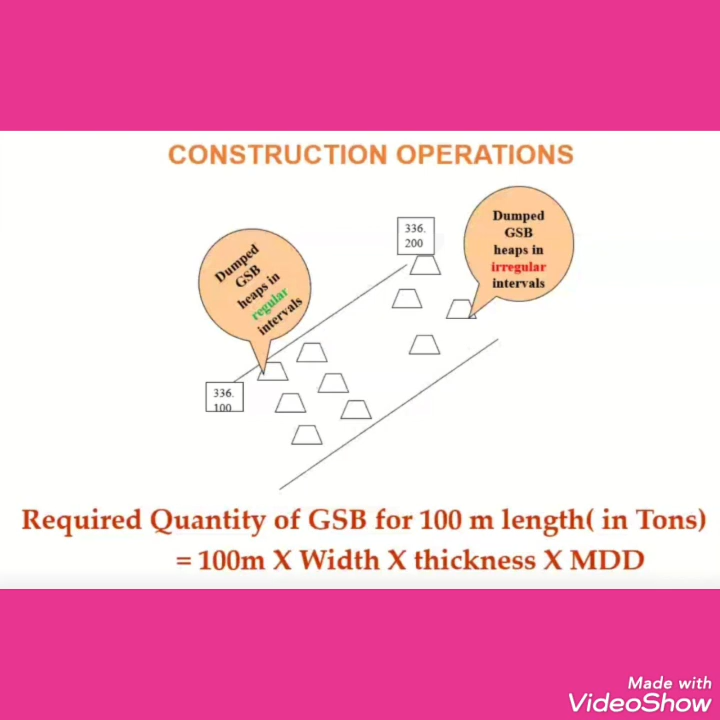 CONSTRUCTION OPERATIONS
Dumped
GSB
heaps in
regular
intervals
336.
200
Dumped
GSB
heaps in
irregular
intervals
336.
100
Required Quantity of GSB for 100 m length( in Tons)
= 100m X Width X thickness X MDD
Made with
VideoShow